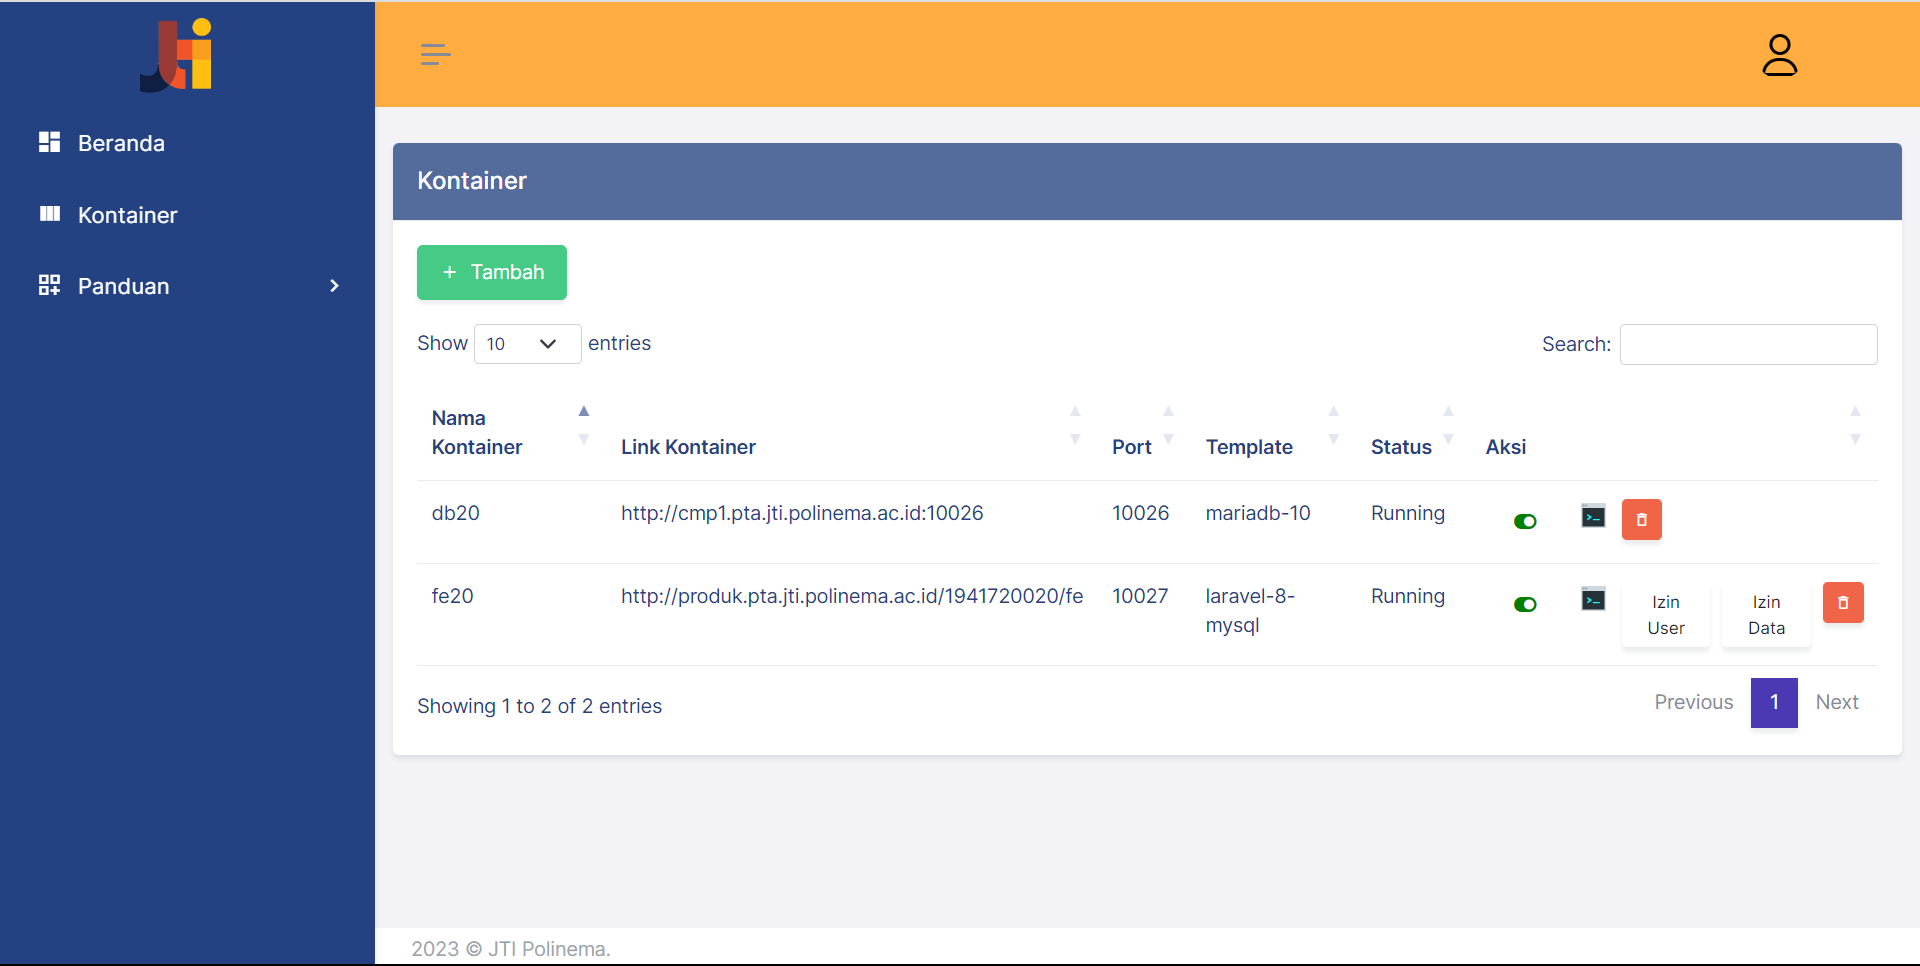 JTI
Beranda
Kontainer
Panduan
Kontainer
+ Tambah
Show 10 entries
Search:
Nama Kontainer Link Kontainer Port Template Status Aksi
db20 http://cmp1.pta.jti.polinema.ac.id:10026 10026 mariadb-10 Running
fe20 http://produk.pta.jti.polinema.ac.id/1941720020/fe 10027 laravel-8-mysql Running Izin User Izin Data
Showing 1 to 2 of 2 entries
Previous 1 Next
2023 © JTI Polinema.